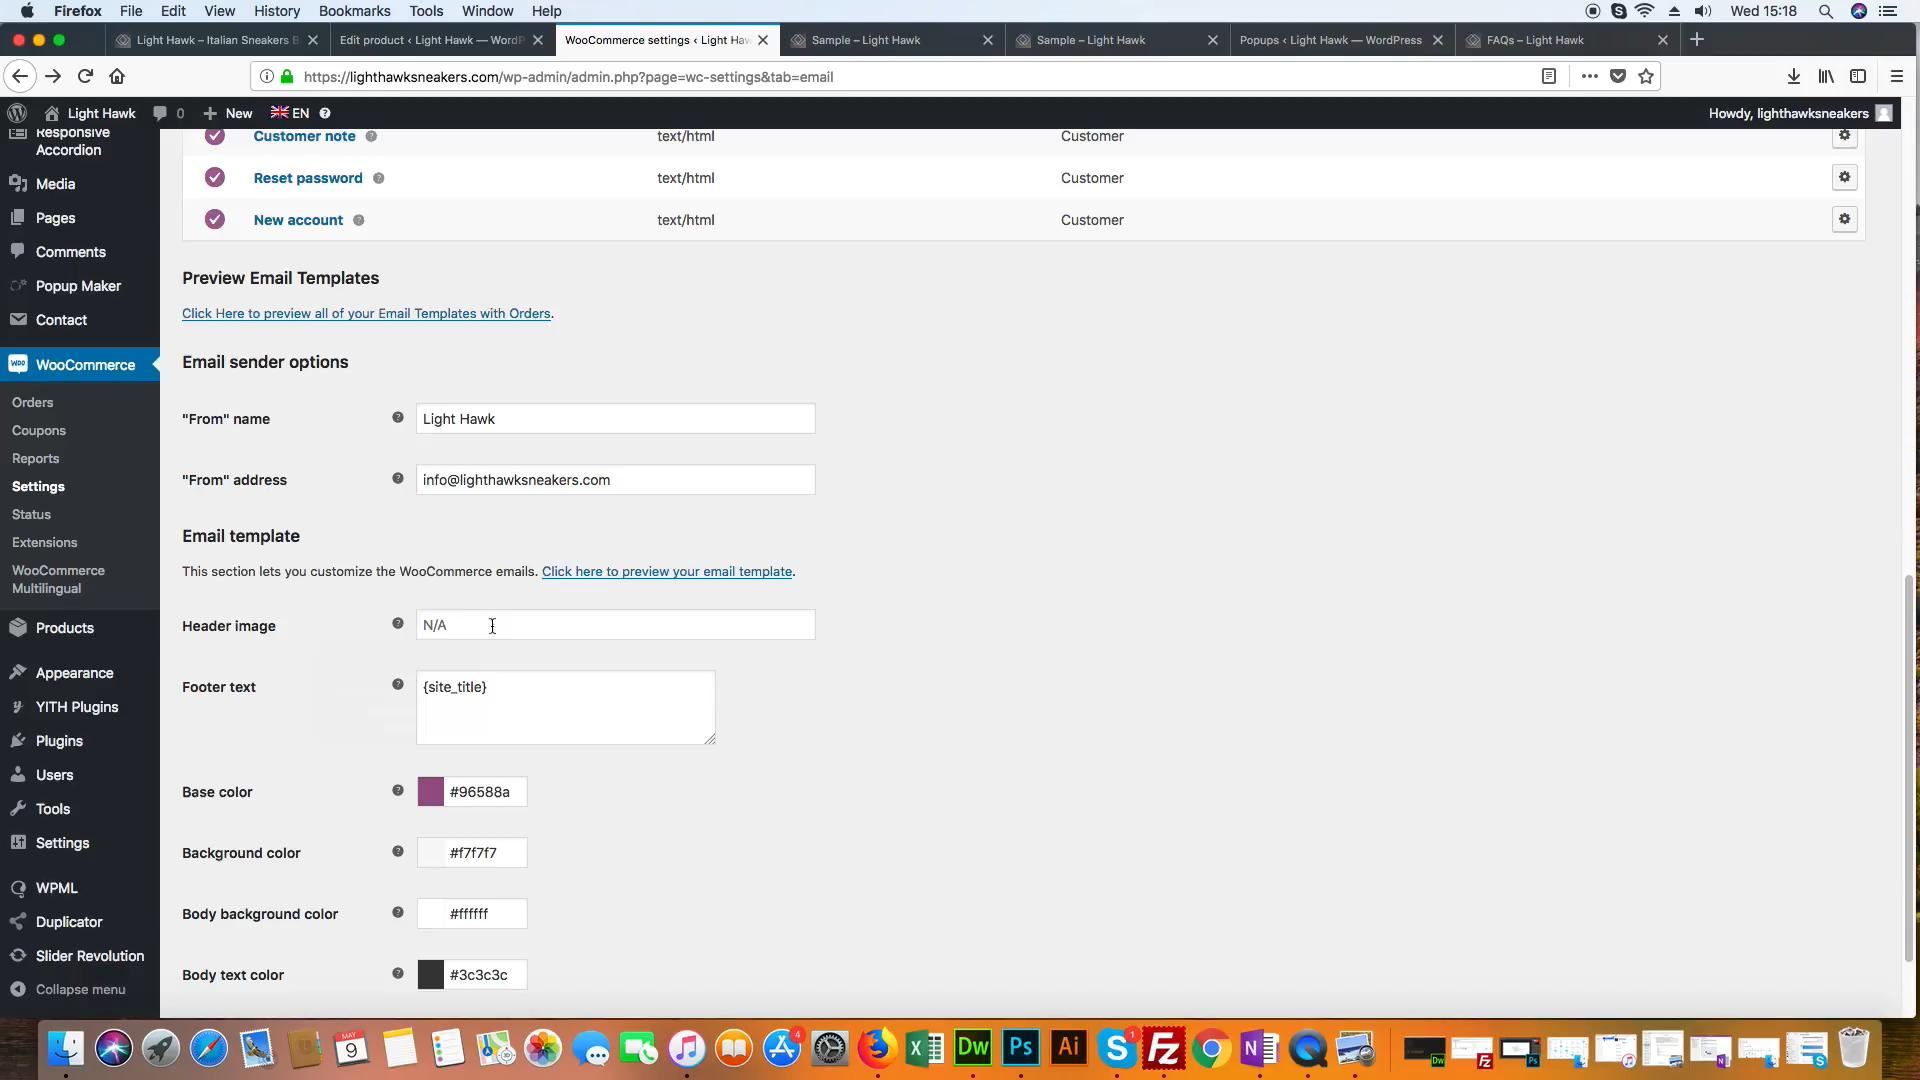 Firefox File Edit View History Bookmarks Tools Window Help Wed 15:18
Light Hawk – Italian Sneakers B
Edit product ‹ Light Hawk — WordP
WooCommerce settings ‹ Light Haw
Sample – Light Hawk
Sample – Light Hawk
Popups ‹ Light Hawk — WordPress
FAQs – Light Hawk
https://lighthawksneakers.com/wp-admin/admin.php?page=wc-settings&tab=email
Light Hawk 0 New EN Howdy, lighthawksneakers
Responsive
Accordion
Media
Pages
Comments
Popup Maker
Contact
WooCommerce
Orders
Coupons
Reports
Settings
Status
Extensions
WooCommerce
Multilingual
Products
Appearance
YITH Plugins
Plugins
Users
Tools
Settings
WPML
Duplicator
Slider Revolution
Collapse menu
Customer note text/html Customer
Reset password text/html Customer
New account text/html Customer
Preview Email Templates
Click Here to preview all of your Email Templates with Orders.
Email sender options
"From" name Light Hawk
"From" address info@lighthawksneakers.com
Email template
This section lets you customize the WooCommerce emails. Click here to preview your email template.
Header image N/A
Footer text {site_title}
Base color #96588a
Background color #f7f7f7
Body background color #ffffff
Body text color #3c3c3c
MAY
9
4
Dw
Ps
Ai
1